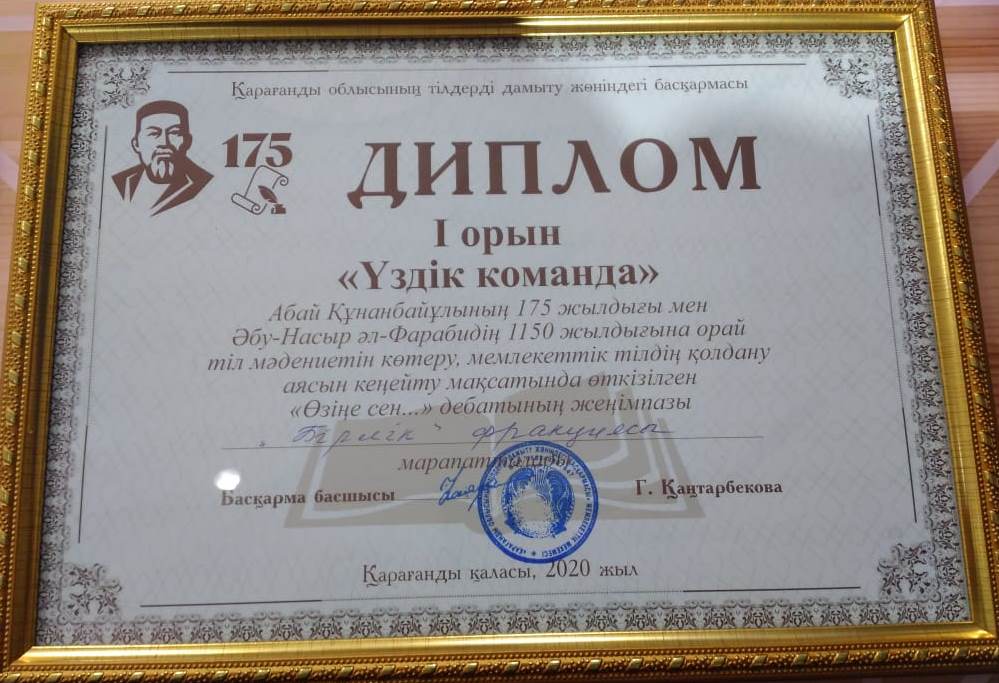 Қарағанды облысының тілдерді дамыту жөніндегі басқармасы
175
ДИПЛОМ
I орын
«Үздік команда»
Абай Құнанбайұлының 175 жылдығы мен
Әбу-Насыр әл-Фарабидің 1150 жылдығына орай
тіл мәдениетін көтеру, мемлекеттік тілдің қолдану
аясын кеңейту мақсатында өткізілген
«Өзіңе сен...» дебатының жеңімпазы
"Бірлік" фракциясы
марапатталады
Басқарма басшысы Г. Қаңтарбекова
Қарағанды қаласы, 2020 жыл